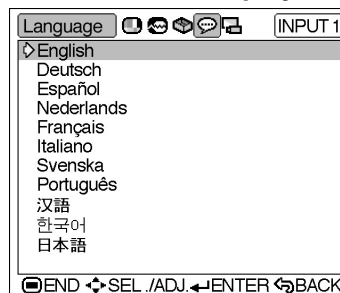 Language INPUT 1
English
Deutsch
Español
Nederlands
Français
Italiano
Svenska
Português
汉語
한국어
日本語
END SEL ./ADJ. ENTER BACK